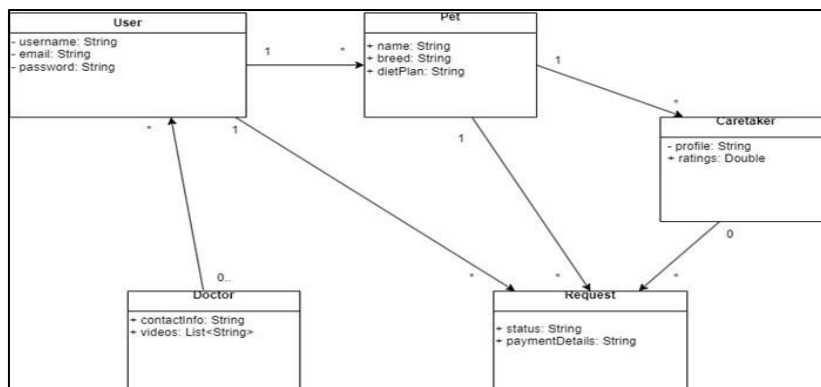 User
- username: String
- email: String
- password: String
Pet
+ name: String
+ breed: String
+ dietPlan: String
1
*
1
*
Caretaker
- profile: String
+ ratings: Double
*
1
1
0
0..
*
*
*
Doctor
+ contactInfo: String
+ videos: List<String>
Request
+ status: String
+ paymentDetails: String